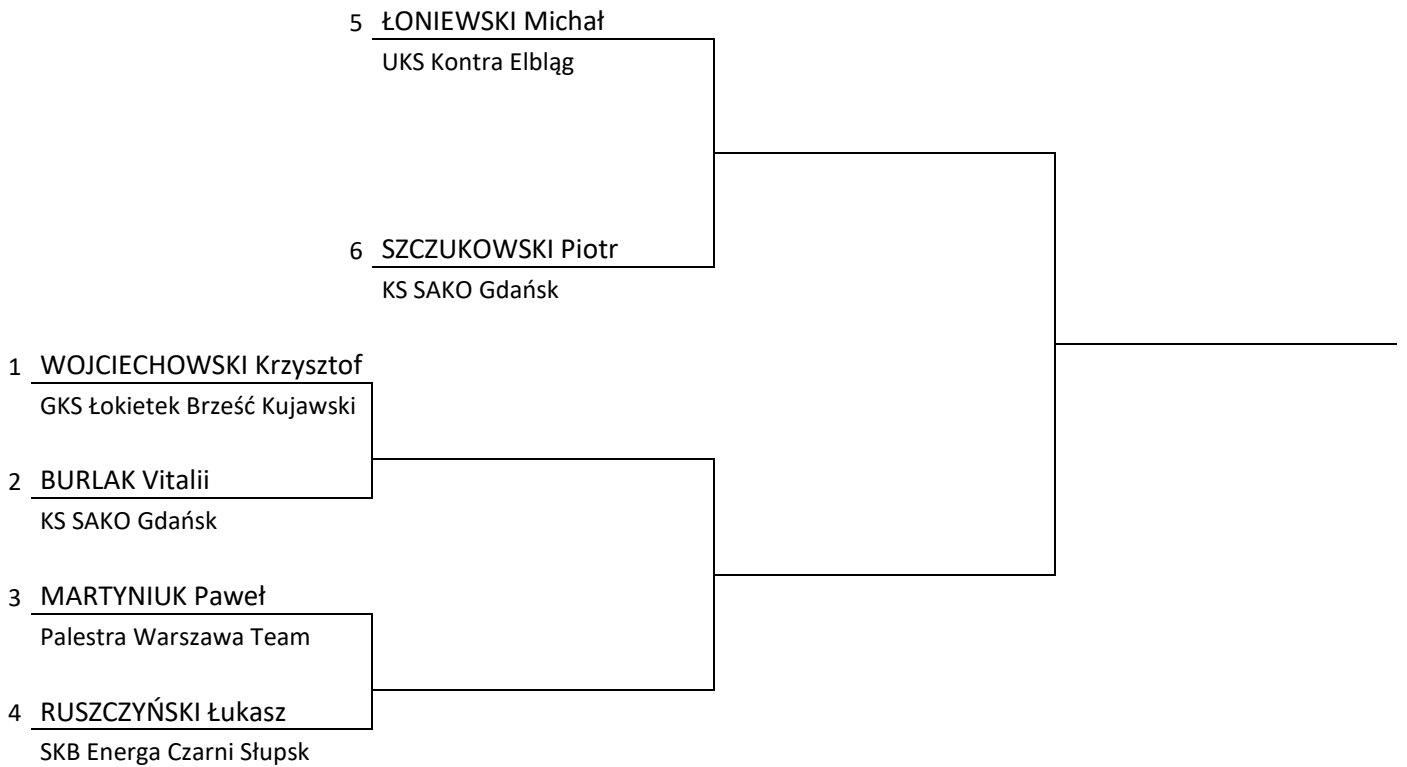 5 ŁONIEWSKI Michał
UKS Kontra Elbląg
6 SZCZUKOWSKI Piotr
KS SAKO Gdańsk
1 WOJCIECHOWSKI Krzysztof
GKS Łokietek Brześć Kujawski
2 BURLAK Vitalii
KS SAKO Gdańsk
3 MARTYNIUK Paweł
Palestra Warszawa Team
4 RUSZCZYŃSKI Łukasz
SKB Energa Czarni Słupsk